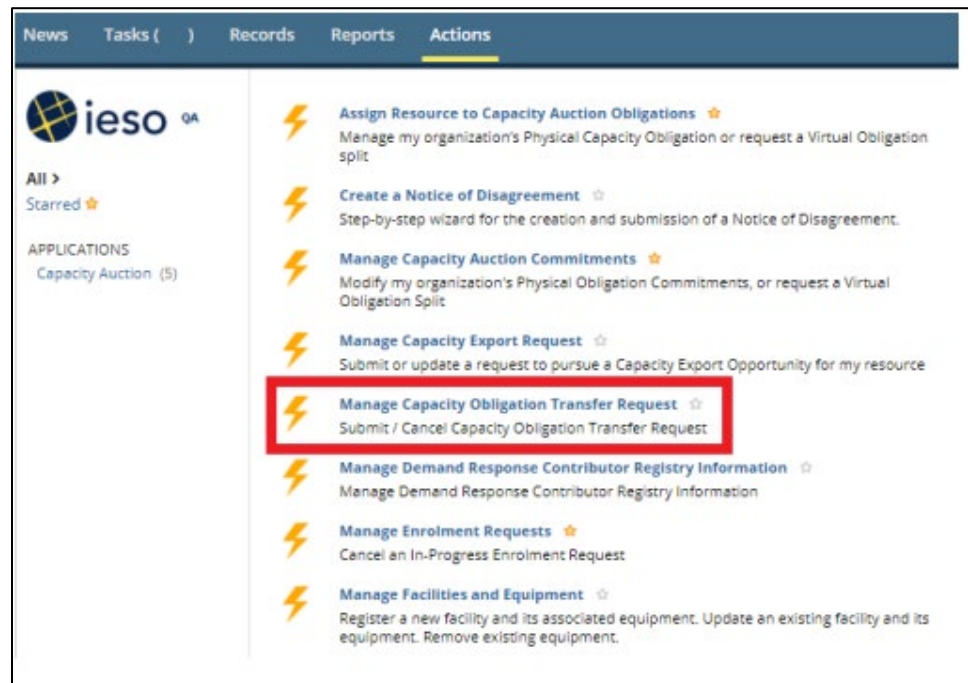 News Tasks ( ) Records Reports Actions
ieso QA
All >
Starred
APPLICATIONS
Capacity Auction (5)
Assign Resource to Capacity Auction Obligations
Manage my organization's Physical Capacity Obligation or request a Virtual Obligation
split
Create a Notice of Disagreement
Step-by-step wizard for the creation and submission of a Notice of Disagreement.
Manage Capacity Auction Commitments
Modify my organization's Physical Obligation Commitments, or request a Virtual
Obligation Split
Manage Capacity Export Request
Submit or update a request to pursue a Capacity Export Opportunity for my resource
Manage Capacity Obligation Transfer Request
Submit / Cancel Capacity Obligation Transfer Request
Manage Demand Response Contributor Registry Information
Manage Demand Response Contributor Registry Information
Manage Enrolment Requests
Cancel an In-Progress Enrolment Request
Manage Facilities and Equipment
Register a new facility and its associated equipment. Update an existing facility and its
equipment. Remove existing equipment.